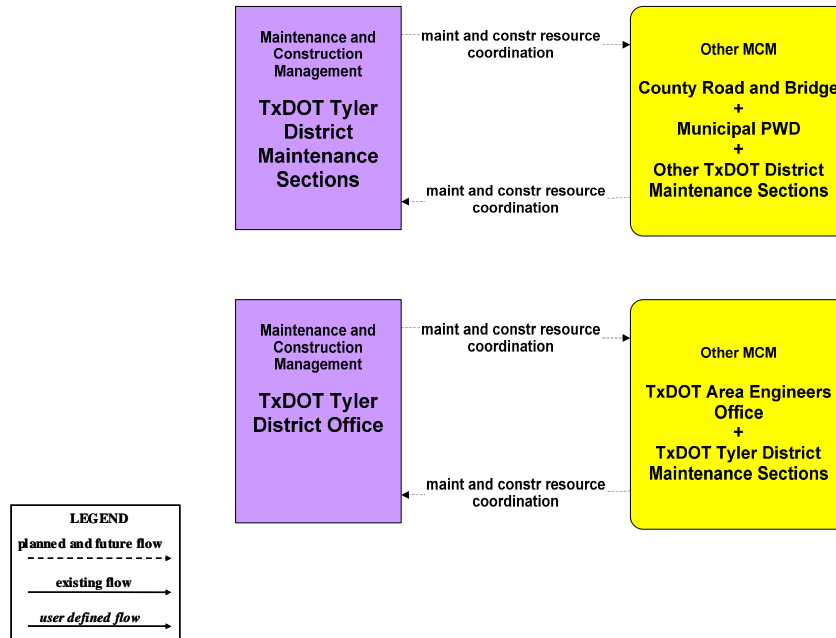 Maintenance and
Construction
Management
TxDOT Tyler
District
Maintenance
Sections
maint and constr resource
coordination
maint and constr resource
coordination
Other MCM
County Road and Bridge
+
Municipal PWD
+
Other TxDOT District
Maintenance Sections
Maintenance and
Construction
Management
TxDOT Tyler
District Office
maint and constr resource
coordination
maint and constr resource
coordination
Other MCM
TxDOT Area Engineers
Office
+
TxDOT Tyler District
Maintenance Sections
LEGEND
planned and future flow
existing flow
user defined flow